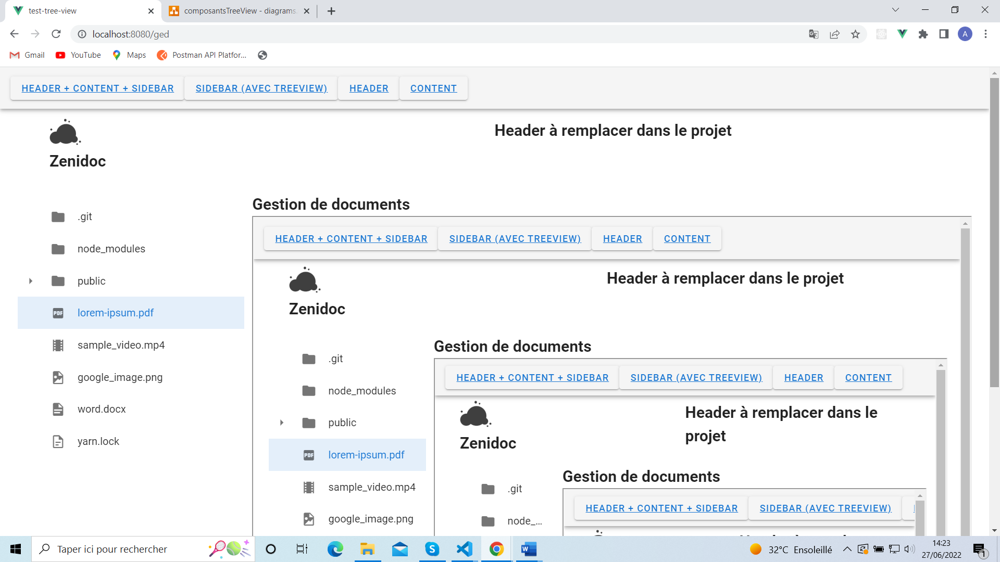 test-tree-view
composantsTreeView - diagrams.
localhost:8080/ged
A
Gmail
YouTube
Maps
Postman API Platfor...
HEADER + CONTENT + SIDEBAR
SIDEBAR (AVEC TREEVIEW)
HEADER
CONTENT
Zenidoc
Header à remplacer dans le projet
.git
node_modules
public
PDF lorem-ipsum.pdf
sample_video.mp4
google_image.png
word.docx
yarn.lock
Gestion de documents
HEADER + CONTENT + SIDEBAR
SIDEBAR (AVEC TREEVIEW)
HEADER
CONTENT
Zenidoc
Header à remplacer dans le projet
.git
node_modules
public
PDF lorem-ipsum.pdf
sample_video.mp4
google_image.png
Gestion de documents
HEADER + CONTENT + SIDEBAR
SIDEBAR (AVEC TREEVIEW)
HEADER
CONTENT
Zenidoc
Header à remplacer dans le
projet
.git
node_...
Gestion de documents
HEADER + CONTENT + SIDEBAR
SIDEBAR (AVEC TREEVIEW)
Taper ici pour rechercher
32°C Ensoleillé
14:23
27/06/2022
1